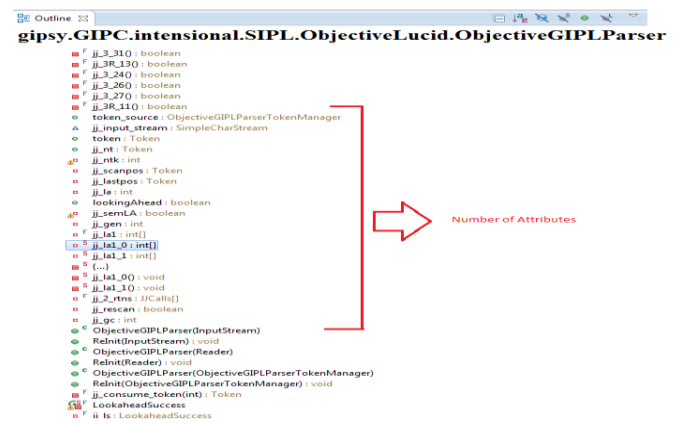 Outline
gipsy.GIPC.intensional.SIPL.ObjectiveLucid.ObjectiveGIPLParser
F jj_3_31() : boolean
F jj_3R_13() : boolean
F jj_3_24() : boolean
F jj_3_26() : boolean
F jj_3_27() : boolean
F jj_3R_11() : boolean
token_source : ObjectiveGIPLParserTokenManager
jj_input_stream : SimpleCharStream
token : Token
jj_nt : Token
jj_ntk : int
jj_scanpos : Token
jj_lastpos : Token
jj_la : int
lookingAhead : boolean
jj_semLA : boolean
jj_gen : int
F jj_la1 : int[]
S jj_la1_0 : int[]
S jj_la1_1 : int[]
S {...}
S jj_la1_0() : void
S jj_la1_1() : void
F jj_2_rtns : JJCalls[]
jj_rescan : boolean
jj_gc : int
C ObjectiveGIPLParser(InputStream)
ReInit(InputStream) : void
C ObjectiveGIPLParser(Reader)
ReInit(Reader) : void
C ObjectiveGIPLParser(ObjectiveGIPLParserTokenManager)
ReInit(ObjectiveGIPLParserTokenManager) : void
F jj_consume_token(int) : Token
F LookaheadSuccess
F jj_ls : LookaheadSuccess
Number of Attributes